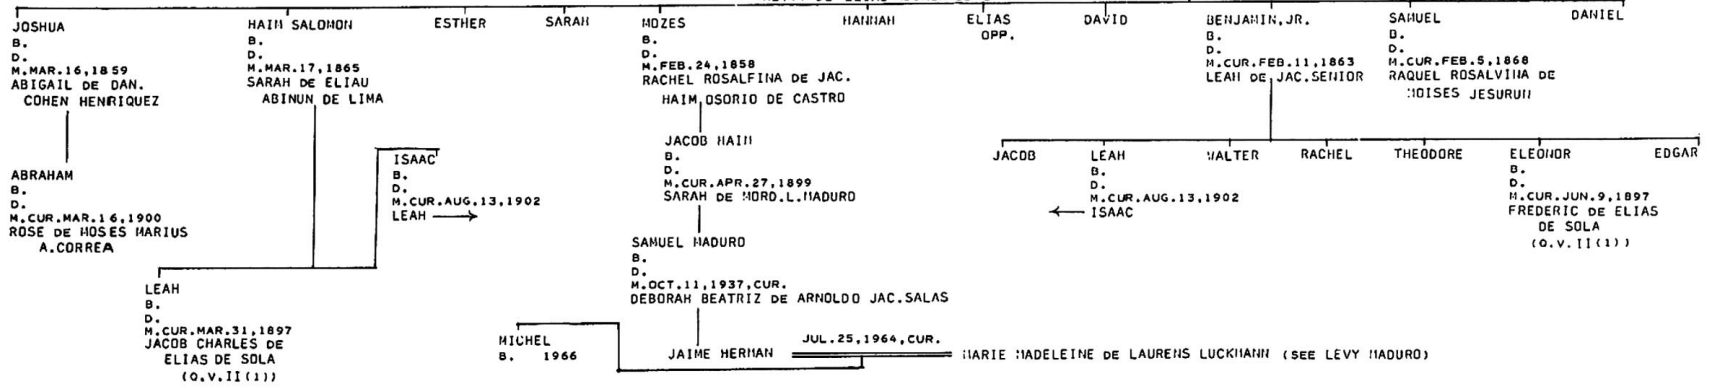 JOSHUA
B.
D.
M.MAR.16,1859
ABIGAIL DE DAN.
COHEN HENRIQUEZ
HAIM SALOMON
B.
D.
M.MAR.17,1865
SARAH DE ELIAU
ABINUN DE LIMA
ESTHER
SARAH
MOZES
B.
D.
M.FEB.24,1858
RACHEL ROSALFINA DE JAC.
HAIM OSORIO DE CASTRO
HANNAH
ELIAS
OPP.
DAVID
BENJAMIN,JR.
B.
D.
M.CUR.FEB.11,1863
LEAH DE JAC.SENIOR
SAMUEL
B.
D.
M.CUR.FEB.5,1868
RAQUEL ROSALVINA DE
MOISES JESURUN
DANIEL
ABRAHAM
B.
D.
M.CUR.MAR.16,1900
ROSE DE MOSES MARIUS
A.CORREA
ISAAC
B.
D.
M.CUR.AUG.13,1902
LEAH →
JACOB HAIM
B.
D.
M.CUR.APR.27,1899
SARAH DE MORD.L.MADURO
JACOB
LEAH
B.
D.
M.CUR.AUG.13,1902
← ISAAC
WALTER
RACHEL
THEODORE
ELEONOR
B.
D.
M.CUR.JUN.9,1897
FREDERIC DE ELIAS
DE SOLA
(Q.V.II(1))
EDGAR
LEAH
B.
D.
M.CUR.MAR.31,1897
JACOB CHARLES DE
ELIAS DE SOLA
(Q.V.II(1))
SAMUEL MADURO
B.
D.
M.OCT.11,1937,CUR.
DEBORAH BEATRIZ DE ARNOLDO JAC.SALAS
MICHEL
B. 1966
JAIME HERMAN
JUL.25,1964,CUR.
MARIE MADELEINE DE LAURENS LUCKMANN (SEE LEVY MADURO)